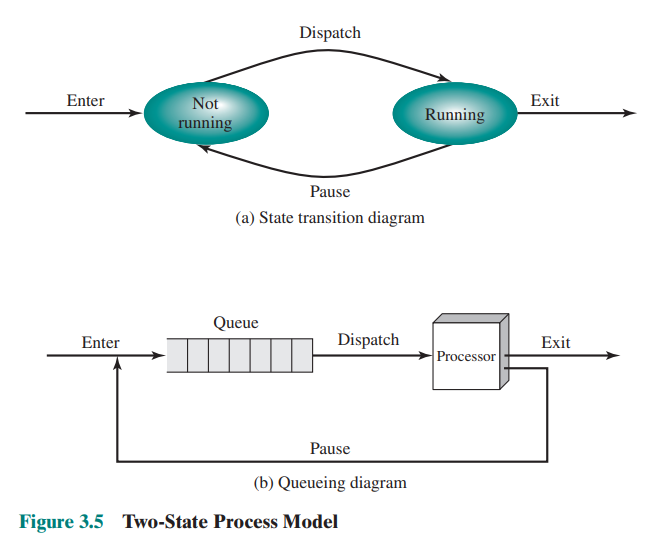 Dispatch
Enter
Not
running
Running
Exit
Pause
(a) State transition diagram
Queue
Enter
Dispatch
Processor
Exit
Pause
(b) Queueing diagram
Figure 3.5 Two-State Process Model